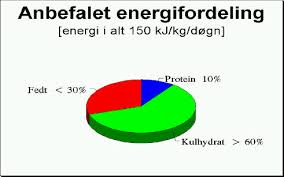 Anbefalet energifordeling
[energi i alt 150 kJ/kg/døgn]
Protein 10%
Fedt < 30%
Kulhydrat > 60%